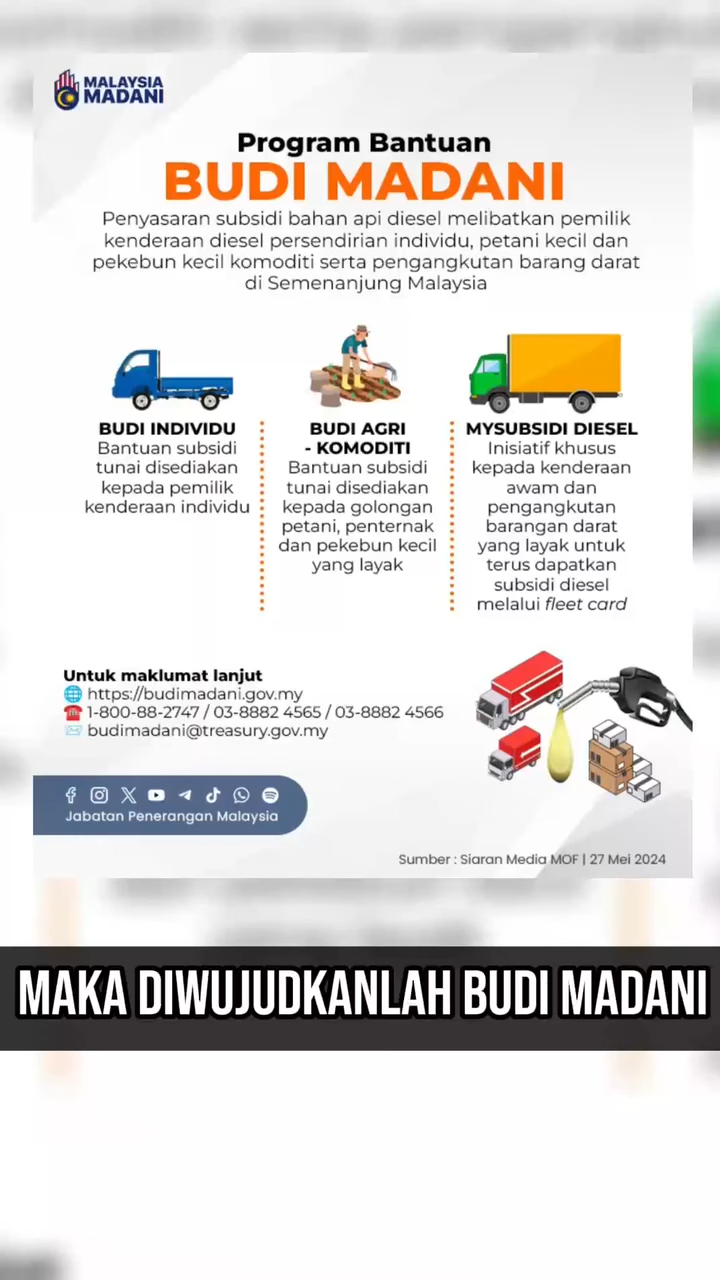 MALAYSIA
MADANI
Program Bantuan
BUDI MADANI
Penyasaran subsidi bahan api diesel melibatkan pemilik
kenderaan diesel persendirian individu, petani kecil dan
pekebun kecil komoditi serta pengangkutan barang darat
di Semenanjung Malaysia
BUDI INDIVIDU
Bantuan subsidi
tunai disediakan
kepada pemilik
kenderaan individu
BUDI AGRI
- KOMODITI
Bantuan subsidi
tunai disediakan
kepada golongan
petani, penternak
dan pekebun kecil
yang layak
MYSUBSIDI DIESEL
Inisiatif khusus
kepada kenderaan
awam dan
pengangkutan
barangan darat
yang layak untuk
terus dapatkan
subsidi diesel
melalui fleet card
Untuk maklumat lanjut
https://budimadani.gov.my
1-800-88-2747 / 03-8882 4565 / 03-8882 4566
budimadani@treasury.gov.my
Jabatan Penerangan Malaysia
Sumber : Siaran Media MOF | 27 Mei 2024
MAKA DIWUJUDKANLAH BUDI MADANI